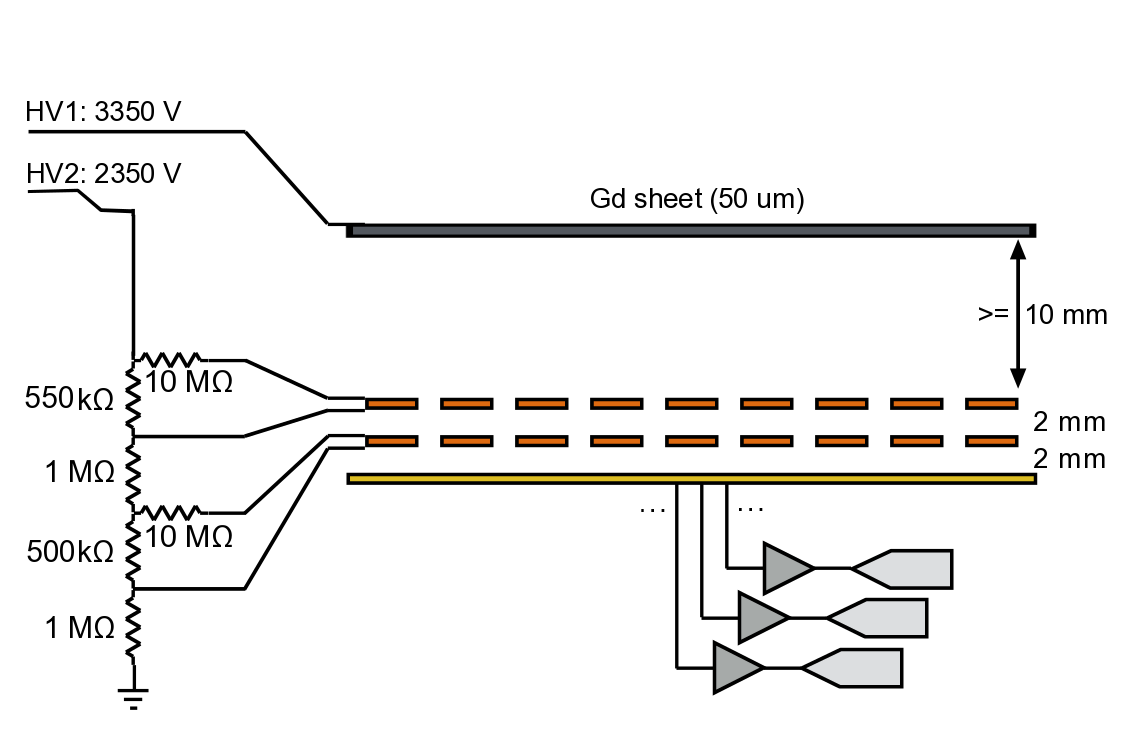 HV1: 3350 V
HV2: 2350 V
Gd sheet (50 um)
>= 10 mm
10 MΩ
550kΩ
2 mm
2 mm
1 MΩ
... ...
10 MΩ
500kΩ
1 MΩ